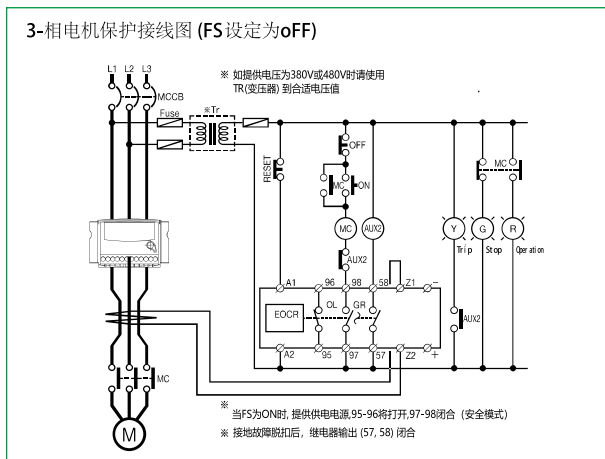 3-相电机保护接线图 (FS设定为oFF)
L1 L2 L3
MCCB
※ 如提供电压为380V或480V时请使用
TR(变压器) 到合适电压值
Fuse
※Tr
RESET
OFF
MC
ON
MC
MC
AUX2
Y
G
R
Trip
Stop
Operation
AUX2
AUX2
A1
96
98
58
Z1
-
EOCR
OL
GR
A2
95
97
57
Z2
+
MC
M
※
当FS为ON时, 提供供电电源,95-96将打开,97-98闭合 (安全模式)
※ 接地故障脱扣后，继电器输出 (57, 58) 闭合